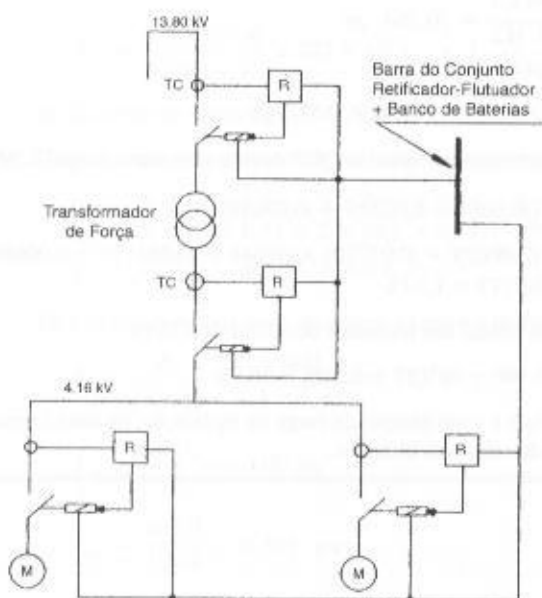 13.80 kV
TC
R
Barra do Conjunto
Retificador-Flutuador
+ Banco de Baterias
Transformador
de Força
TC
R
4.16 kV
R
R
M
M